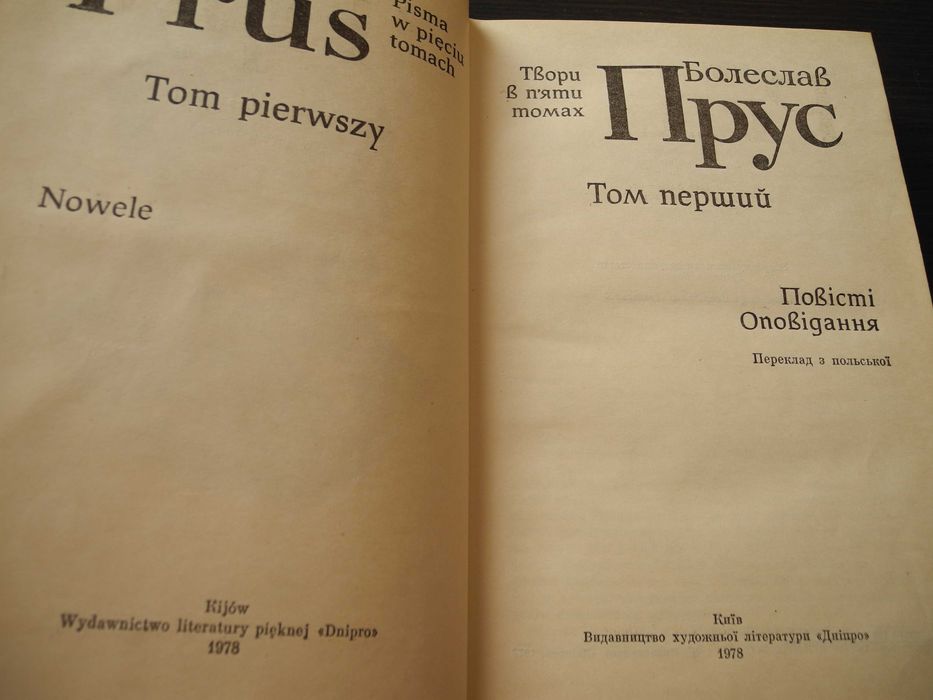 Prus
Pisma
w pięciu
tomach
Tom pierwszy
Nowele
Kijów
Wydawnictwo literatury pięknej «Dnipro»
1978
Твори
в п'яти
томах
Болеслав
Прус
Том перший
Повісті
Оповідання
Переклад з польської
Київ
Видавництво художньої літератури «Дніпро»
1978